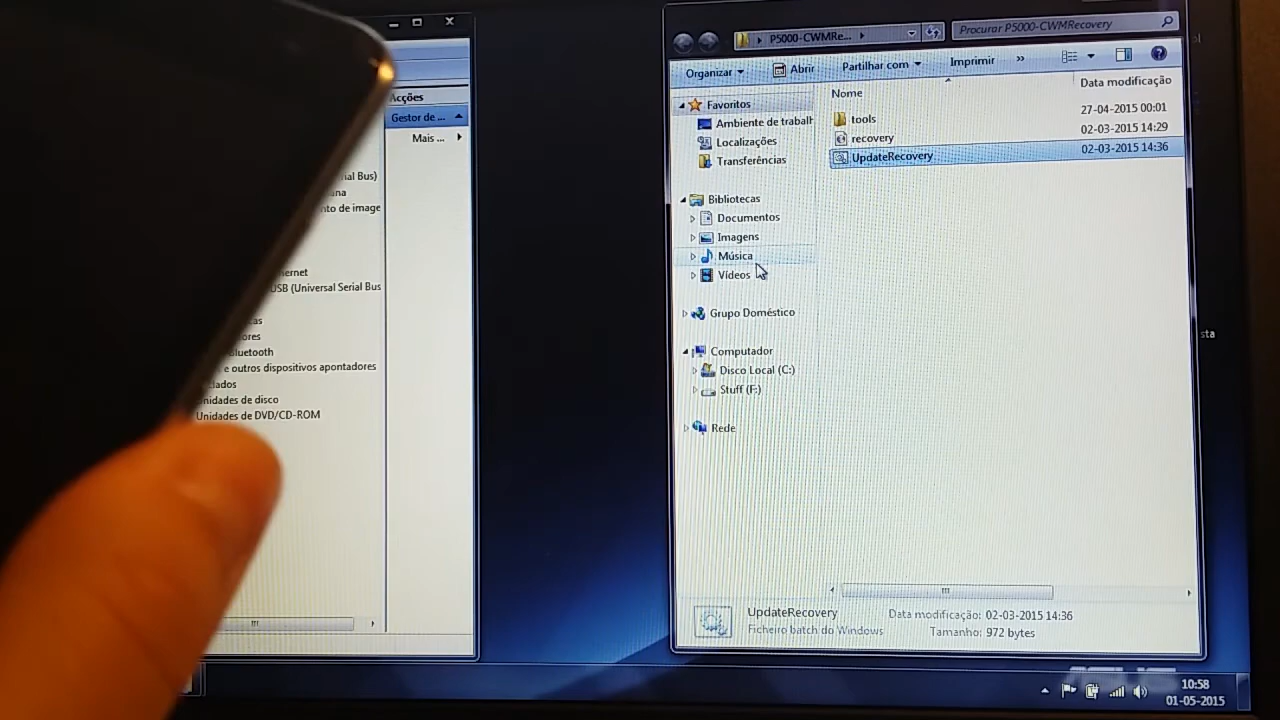 Acções
Gestor de ...
Mais ...
ial Bus)
ana
nto de image
ernet
JSB (Universal Serial Bus
as
ores
luetooth
e outros dispositivos apontadores
lados
nidades de disco
Unidades de DVD/CD-ROM
P5000-CWMRe...
Procurar P5000-CWMRecovery
Organizar
Abrir
Partilhar com
Imprimir
»
Favoritos
Ambiente de trabalh
Localizações
Transferências
Bibliotecas
Documentos
Imagens
Música
Vídeos
Grupo Doméstico
Computador
Disco Local (C:)
Stuff (F:)
Rede
Nome
Data modificação
tools
27-04-2015 00:01
recovery
02-03-2015 14:29
UpdateRecovery
02-03-2015 14:36
UpdateRecovery
Data modificação: 02-03-2015 14:36
Ficheiro batch do Windows
Tamanho: 972 bytes
sta
10:58
01-05-2015